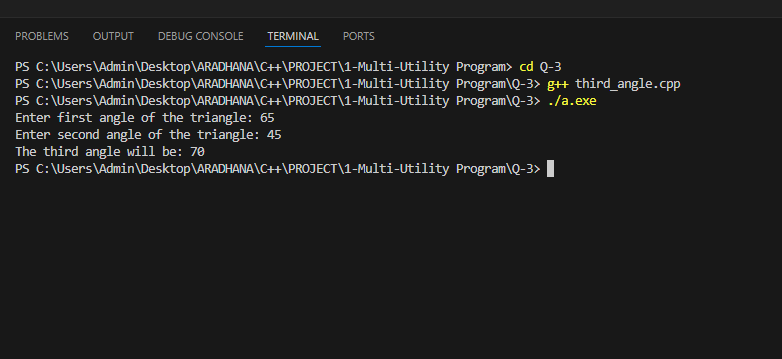 PROBLEMS OUTPUT DEBUG CONSOLE TERMINAL PORTS
PS C:\Users\Admin\Desktop\ARADHANA\C++\PROJECT\1-Multi-Utility Program> cd Q-3
PS C:\Users\Admin\Desktop\ARADHANA\C++\PROJECT\1-Multi-Utility Program\Q-3> g++ third_angle.cpp
PS C:\Users\Admin\Desktop\ARADHANA\C++\PROJECT\1-Multi-Utility Program\Q-3> ./a.exe
Enter first angle of the triangle: 65
Enter second angle of the triangle: 45
The third angle will be: 70
PS C:\Users\Admin\Desktop\ARADHANA\C++\PROJECT\1-Multi-Utility Program\Q-3>